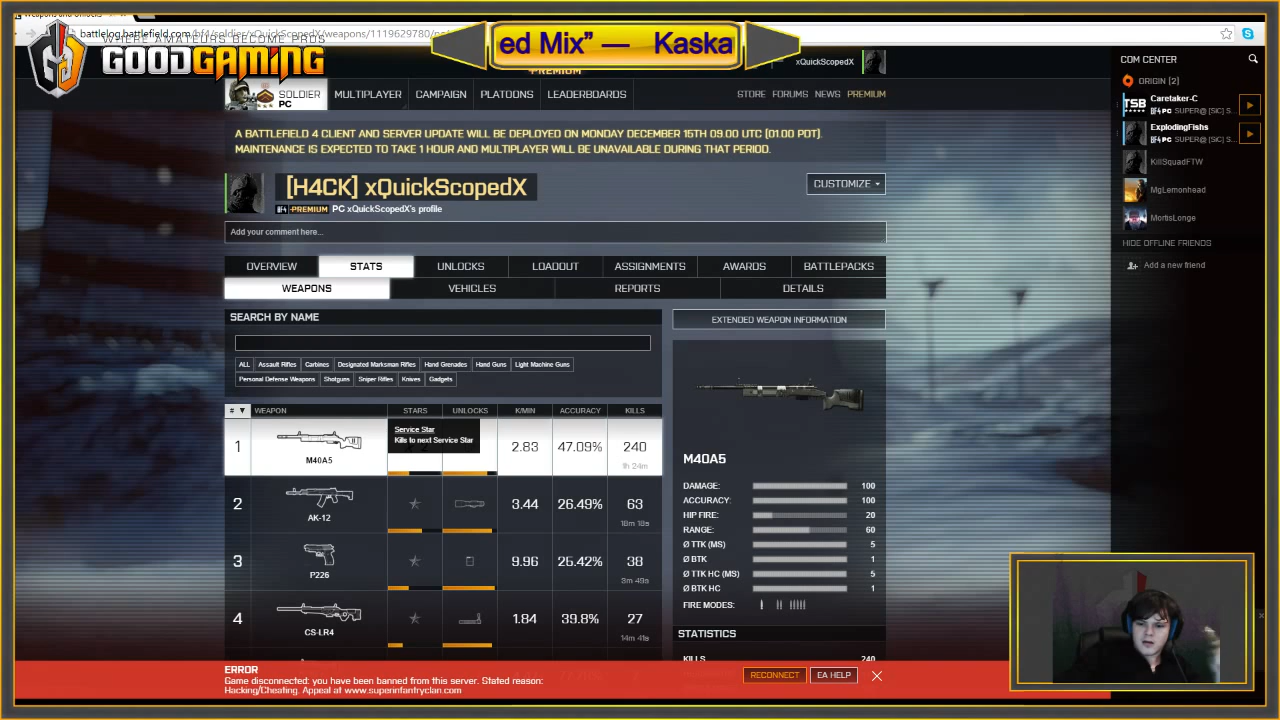 battlelog.battlefield.com/bf4/soldier/xQuickScopedX/weapons/1119629780/
WHERE AMATEURS BECOME PROS
GOODGAMING
ed Mix” — Kaska
PREMIUM
xQuickScopedX
SOLDIER
PC
MULTIPLAYER
CAMPAIGN
PLATOONS
LEADERBOARDS
STORE FORUMS NEWS PREMIUM
A BATTLEFIELD 4 CLIENT AND SERVER UPDATE WILL BE DEPLOYED ON MONDAY DECEMBER 15TH 09.00 UTC (01.00 PDT).
MAINTENANCE IS EXPECTED TO TAKE 1 HOUR AND MULTIPLAYER WILL BE UNAVAILABLE DURING THAT PERIOD.
[H4CK] xQuickScopedX
PREMIUM PC xQuickScopedX's profile
CUSTOMIZE
Add your comment here...
OVERVIEW STATS UNLOCKS LOADOUT ASSIGNMENTS AWARDS BATTLEPACKS
WEAPONS VEHICLES REPORTS DETAILS
SEARCH BY NAME
ALL Assault Rifles Carbines Designated Marksman Rifles Hand Grenades Hand Guns Light Machine Guns
Personal Defense Weapons Shotguns Sniper Rifles Knives Gadgets
# WEAPON STARS UNLOCKS K/MIN ACCURACY KILLS
Service Star
Kills to next Service Star
1 M40A5 2.83 47.09% 240
1h 24m
2 AK-12 3.44 26.49% 63
18m 18s
3 P226 9.96 25.42% 38
3m 49s
4 CS-LR4 1.84 39.8% 27
14m 41s
EXTENDED WEAPON INFORMATION
M40A5
DAMAGE: 100
ACCURACY: 100
HIP FIRE: 20
RANGE: 60
Ø TTK (MS) 5
Ø BTK 1
Ø TTK HC (MS) 5
Ø BTK HC 1
FIRE MODES:
STATISTICS
KILLS 240
COM CENTER
ORIGIN (2)
TSB
Caretaker-C
PC SUPER@ [SiC] S...
ExplodingFishs
PC SUPER@ [SiC] S...
KillSquadFTW
MgLemonhead
MortisLonge
HIDE OFFLINE FRIENDS
Add a new friend
ERROR
Game disconnected: you have been banned from this server. Stated reason:
Hacking/Cheating. Appeal at www.superinfantryclan.com
RECONNECT
EA HELP